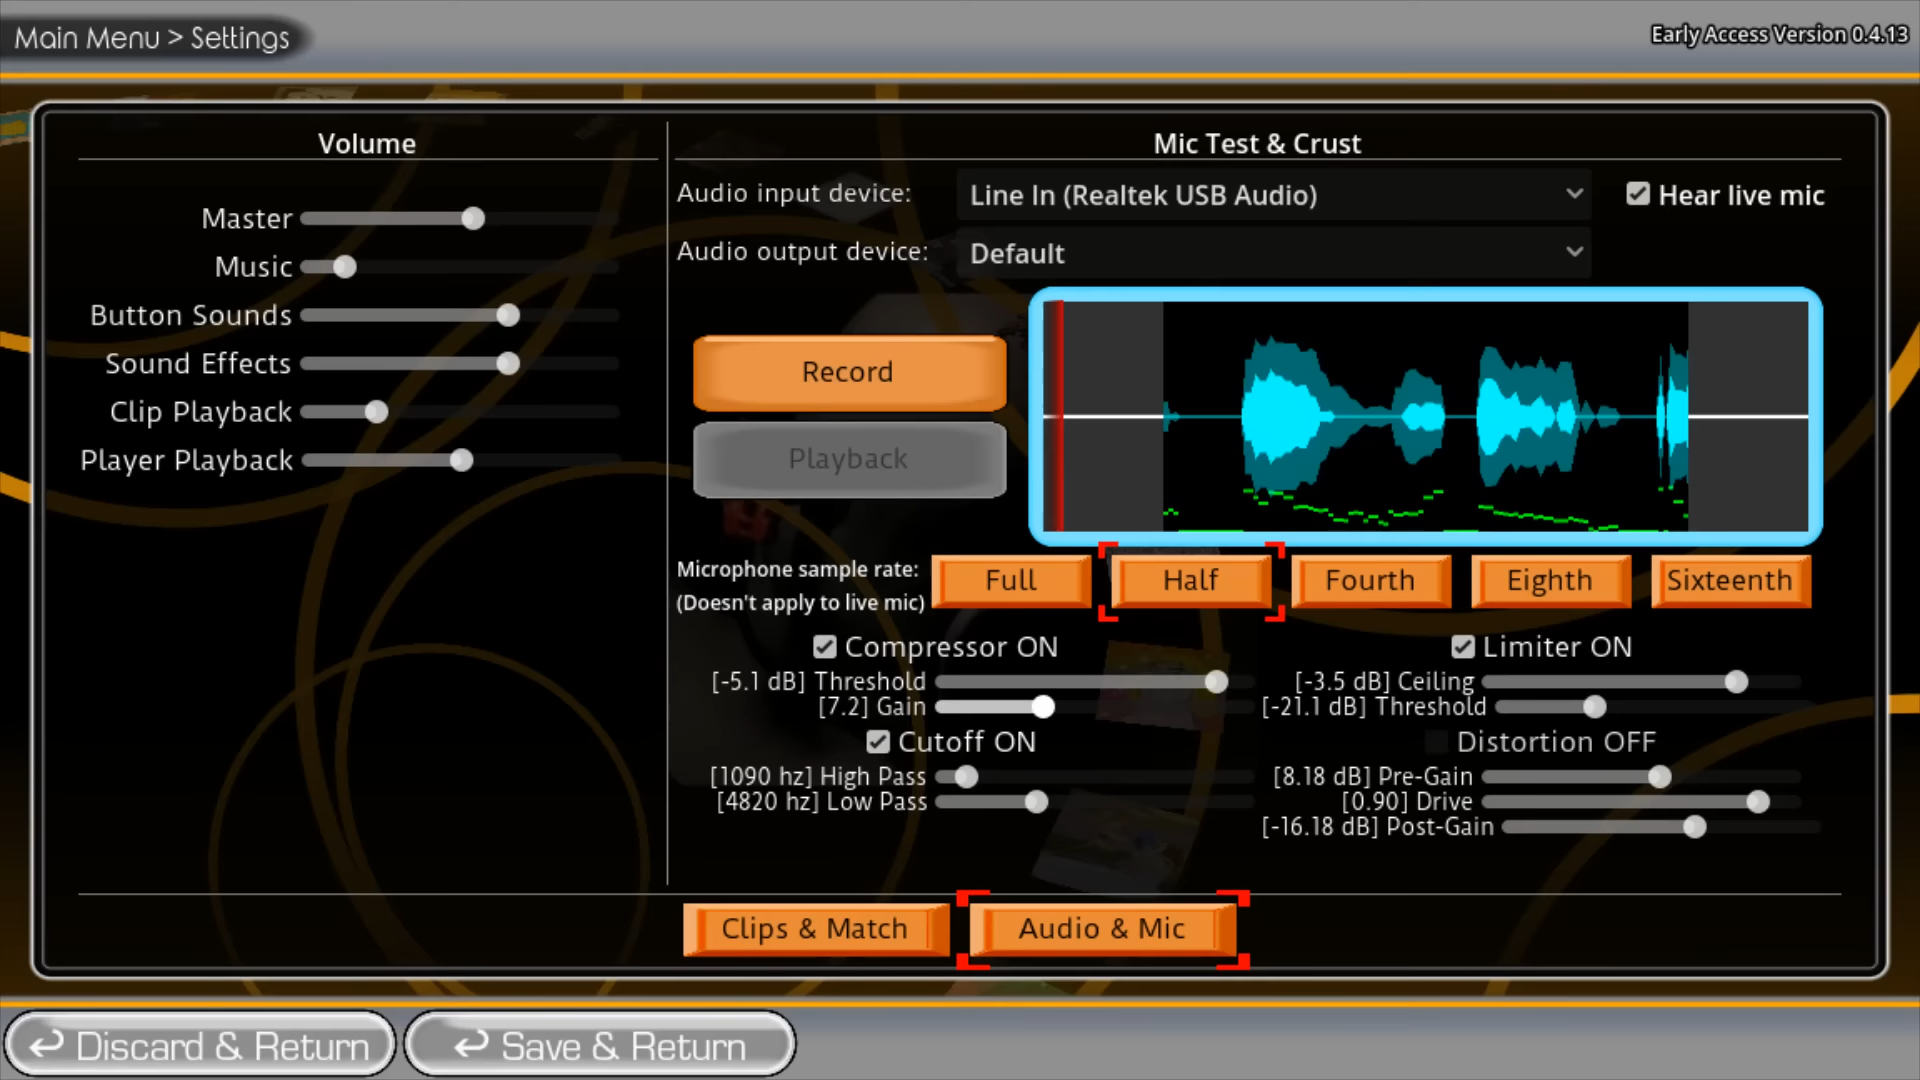 Main Menu > Settings
Early Access Version 0.4.13
Volume
Master
Music
Button Sounds
Sound Effects
Clip Playback
Player Playback
Mic Test & Crust
Audio input device:
Line In (Realtek USB Audio)
Hear live mic
Audio output device:
Default
Record
Playback
Microphone sample rate:
(Doesn't apply to live mic)
Full
Half
Fourth
Eighth
Sixteenth
Compressor ON
[-5.1 dB] Threshold
[7.2] Gain
Cutoff ON
[1090 hz] High Pass
[4820 hz] Low Pass
Limiter ON
[-3.5 dB] Ceiling
[-21.1 dB] Threshold
Distortion OFF
[8.18 dB] Pre-Gain
[0.90] Drive
[-16.18 dB] Post-Gain
Clips & Match
Audio & Mic
Discard & Return
Save & Return